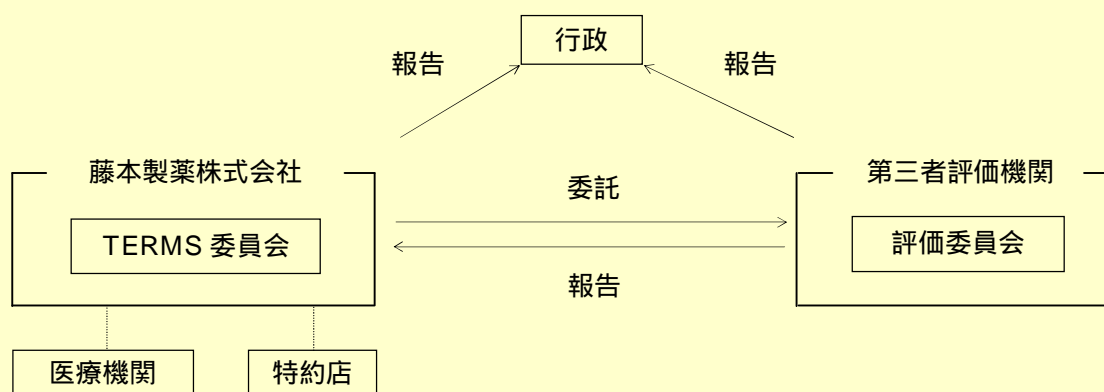 行政
報告
報告
藤本製薬株式会社
第三者評価機関
委託
TERMS 委員会
評価委員会
報告
医療機関
特約店